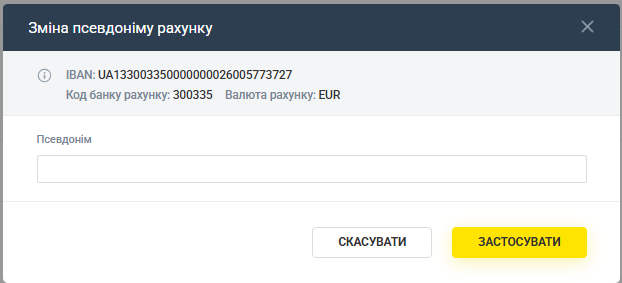 Зміна псевдоніму рахунку
IBAN: UA133003350000000026005773727
Код банку рахунку: 300335 Валюта рахунку: EUR
Псевдонім
СКАСУВАТИ ЗАСТОСУВАТИ